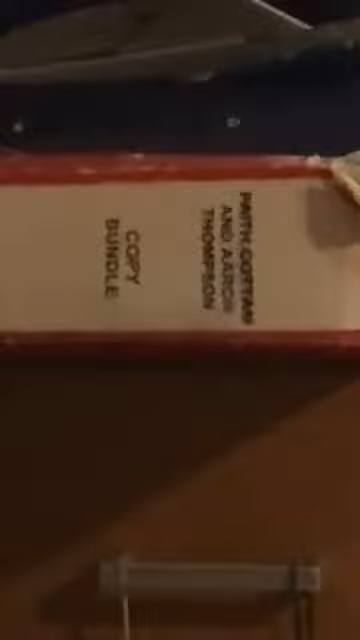 FAITH COTTAM
AND AARON
THOMPSON
COPY
BUNDLE